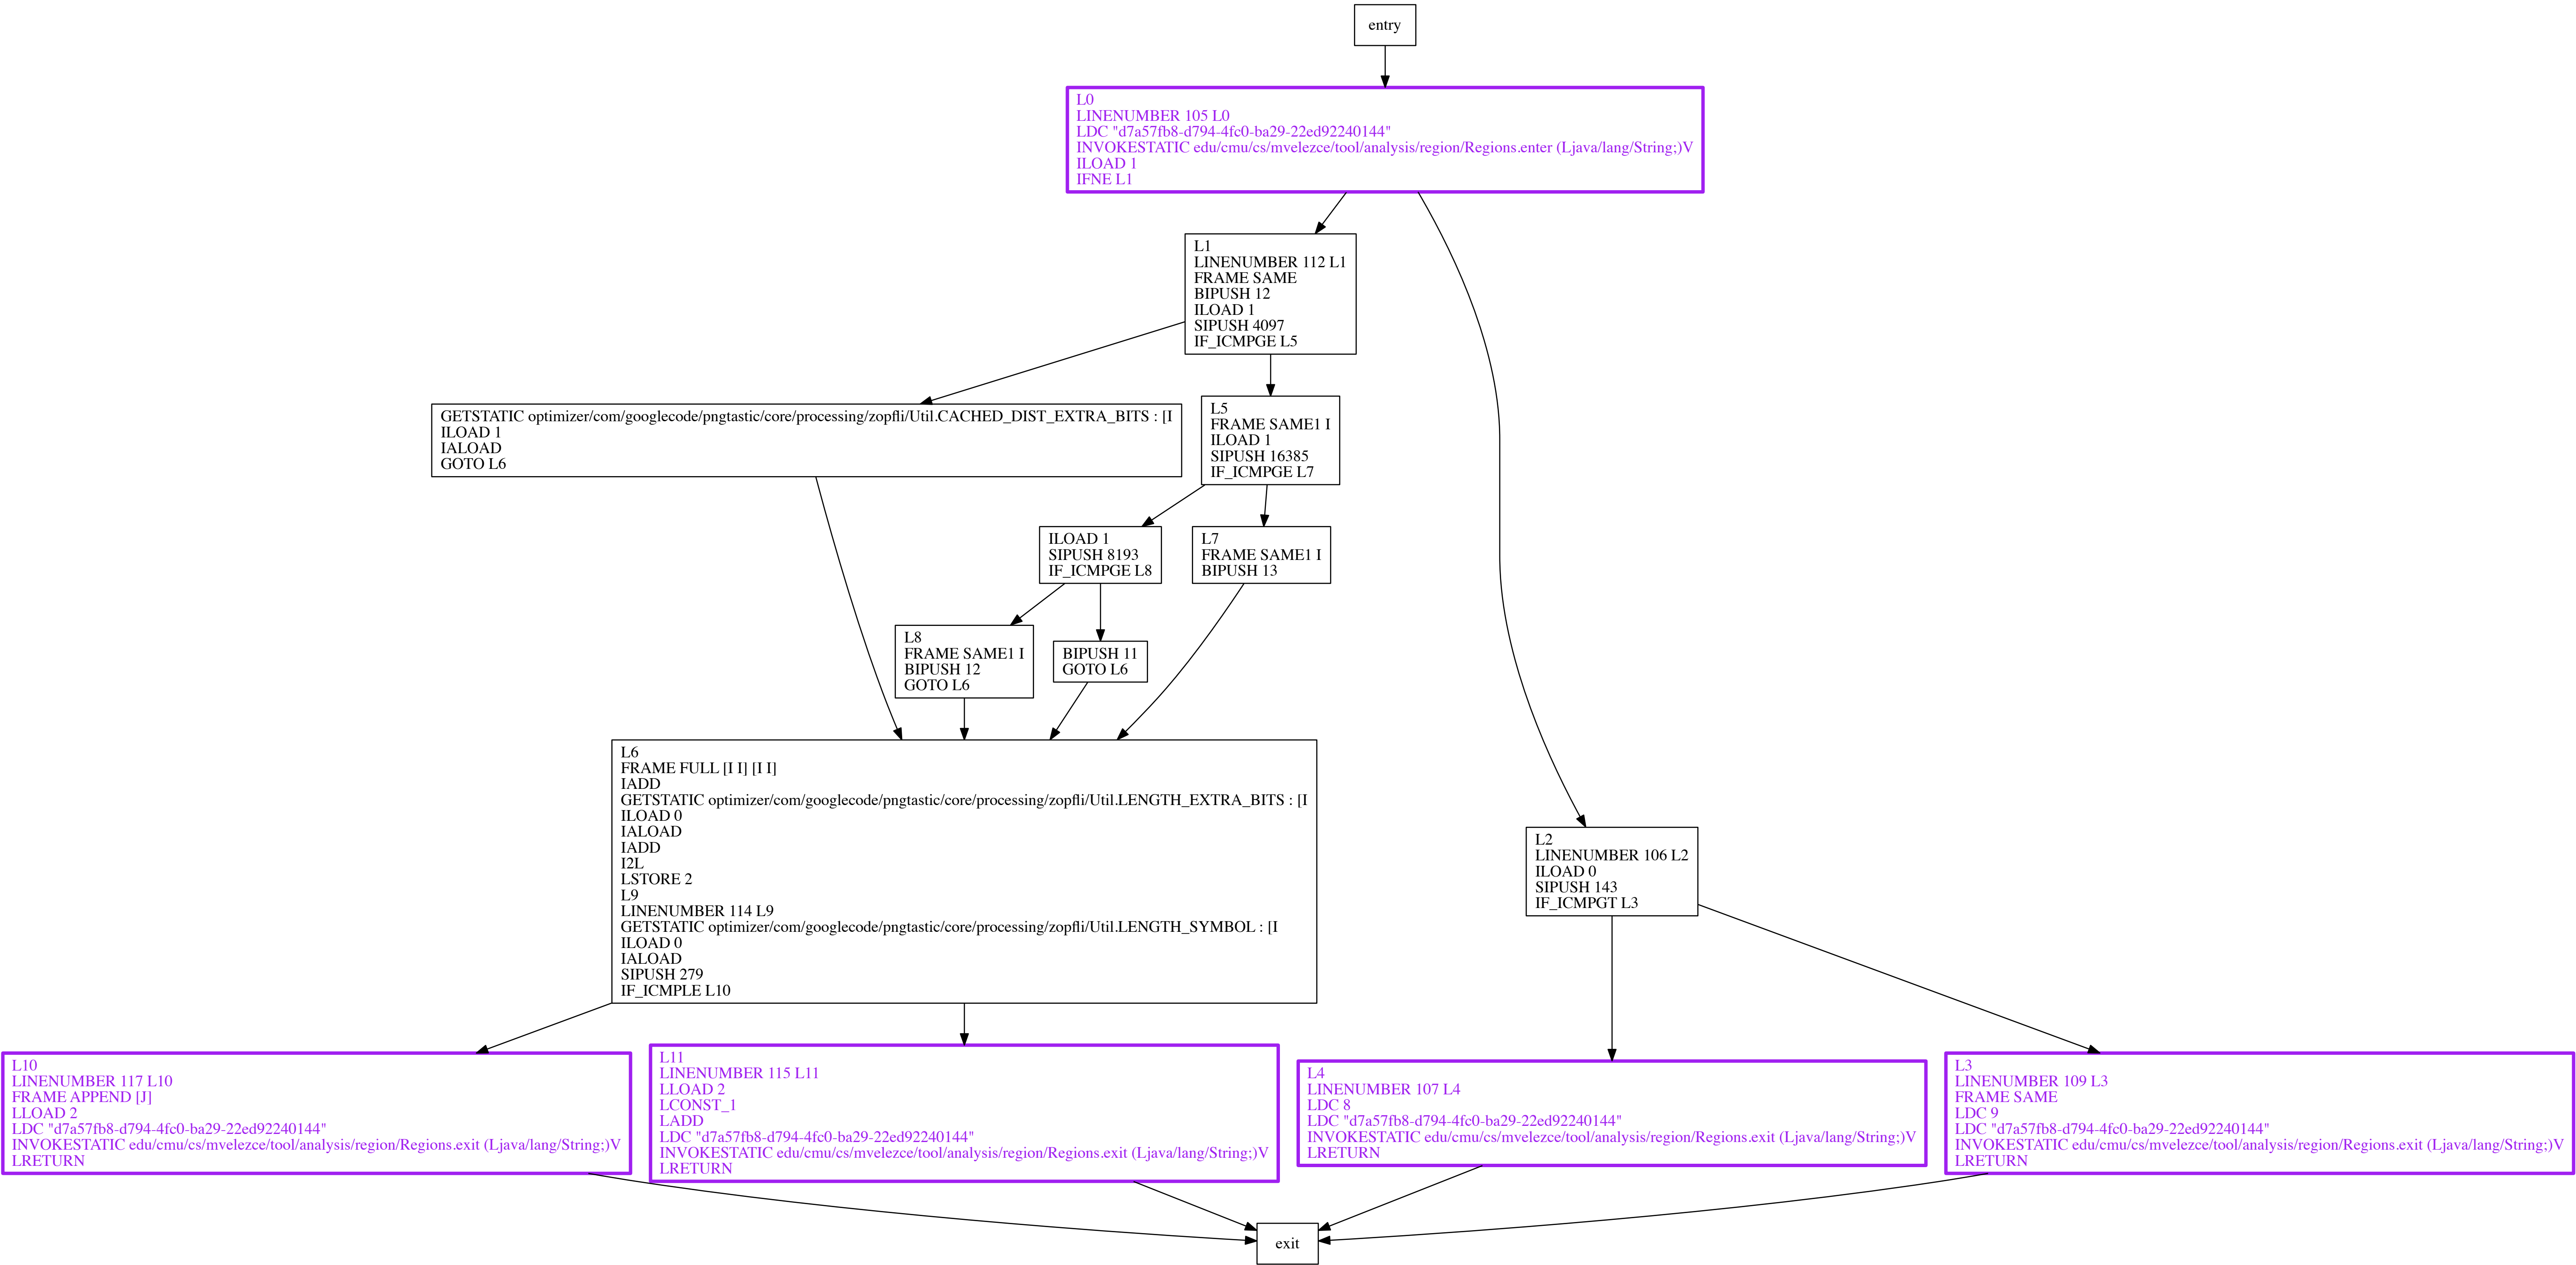 entry
L0
LINENUMBER 105 L0
LDC "d7a57fb8-d794-4fc0-ba29-22ed92240144"
INVOKESTATIC edu/cmu/cs/mvelezce/tool/analysis/region/Regions.enter (Ljava/lang/String;)V
ILOAD 1
IFNE L1
L1
LINENUMBER 112 L1
FRAME SAME
BIPUSH 12
ILOAD 1
SIPUSH 4097
IF_ICMPGE L5
GETSTATIC optimizer/com/googlecode/pngtastic/core/processing/zopfli/Util.CACHED_DIST_EXTRA_BITS : [I
ILOAD 1
IALOAD
GOTO L6
L5
FRAME SAME1 I
ILOAD 1
SIPUSH 16385
IF_ICMPGE L7
ILOAD 1
SIPUSH 8193
IF_ICMPGE L8
L7
FRAME SAME1 I
BIPUSH 13
L8
FRAME SAME1 I
BIPUSH 12
GOTO L6
BIPUSH 11
GOTO L6
L6
FRAME FULL [I I] [I I]
IADD
GETSTATIC optimizer/com/googlecode/pngtastic/core/processing/zopfli/Util.LENGTH_EXTRA_BITS : [I
ILOAD 0
IALOAD
IADD
I2L
LSTORE 2
L9
LINENUMBER 114 L9
GETSTATIC optimizer/com/googlecode/pngtastic/core/processing/zopfli/Util.LENGTH_SYMBOL : [I
ILOAD 0
IALOAD
SIPUSH 279
IF_ICMPLE L10
L2
LINENUMBER 106 L2
ILOAD 0
SIPUSH 143
IF_ICMPGT L3
L10
LINENUMBER 117 L10
FRAME APPEND [J]
LLOAD 2
LDC "d7a57fb8-d794-4fc0-ba29-22ed92240144"
INVOKESTATIC edu/cmu/cs/mvelezce/tool/analysis/region/Regions.exit (Ljava/lang/String;)V
LRETURN
L11
LINENUMBER 115 L11
LLOAD 2
LCONST_1
LADD
LDC "d7a57fb8-d794-4fc0-ba29-22ed92240144"
INVOKESTATIC edu/cmu/cs/mvelezce/tool/analysis/region/Regions.exit (Ljava/lang/String;)V
LRETURN
L4
LINENUMBER 107 L4
LDC 8
LDC "d7a57fb8-d794-4fc0-ba29-22ed92240144"
INVOKESTATIC edu/cmu/cs/mvelezce/tool/analysis/region/Regions.exit (Ljava/lang/String;)V
LRETURN
L3
LINENUMBER 109 L3
FRAME SAME
LDC 9
LDC "d7a57fb8-d794-4fc0-ba29-22ed92240144"
INVOKESTATIC edu/cmu/cs/mvelezce/tool/analysis/region/Regions.exit (Ljava/lang/String;)V
LRETURN
exit